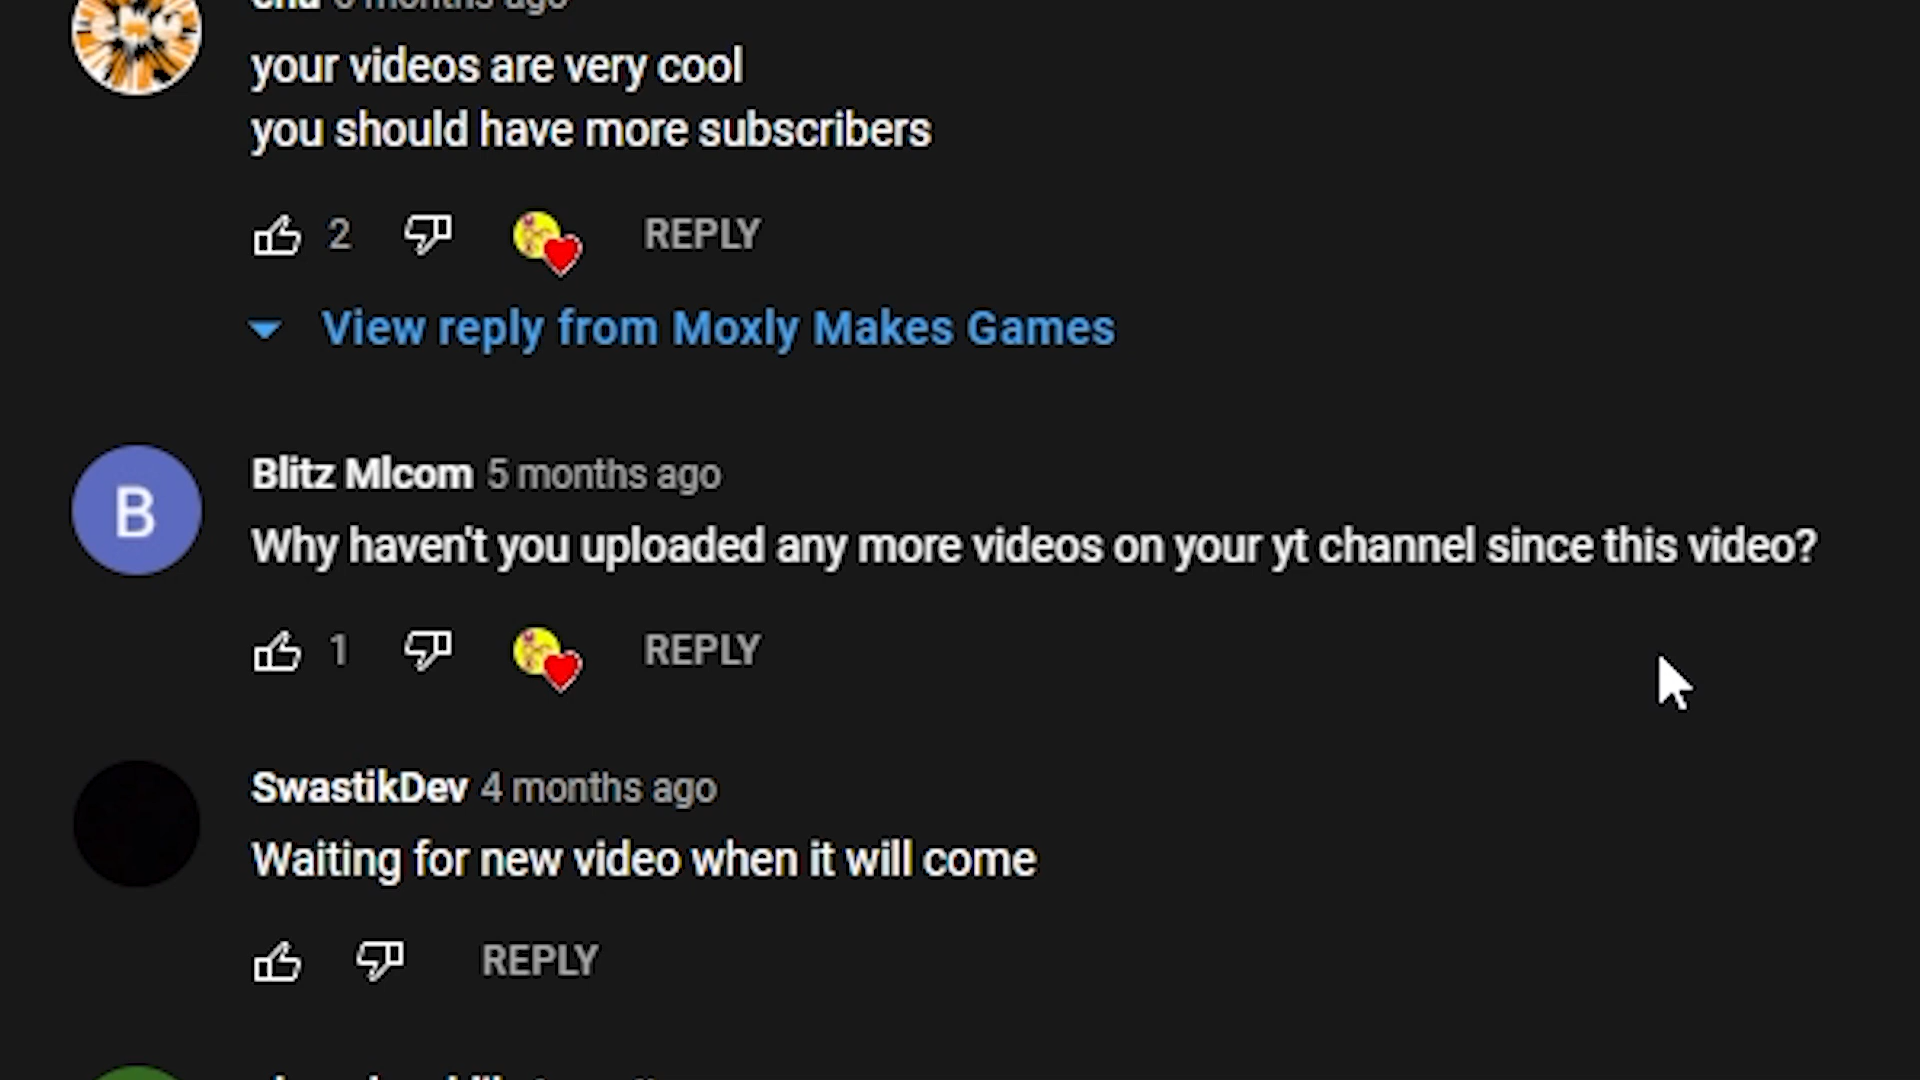 months ago
your videos are very cool
you should have more subscribers
2 REPLY
View reply from Moxly Makes Games
B
Blitz Mlcom 5 months ago
Why haven't you uploaded any more videos on your yt channel since this video?
1 REPLY
SwastikDev 4 months ago
Waiting for new video when it will come
REPLY